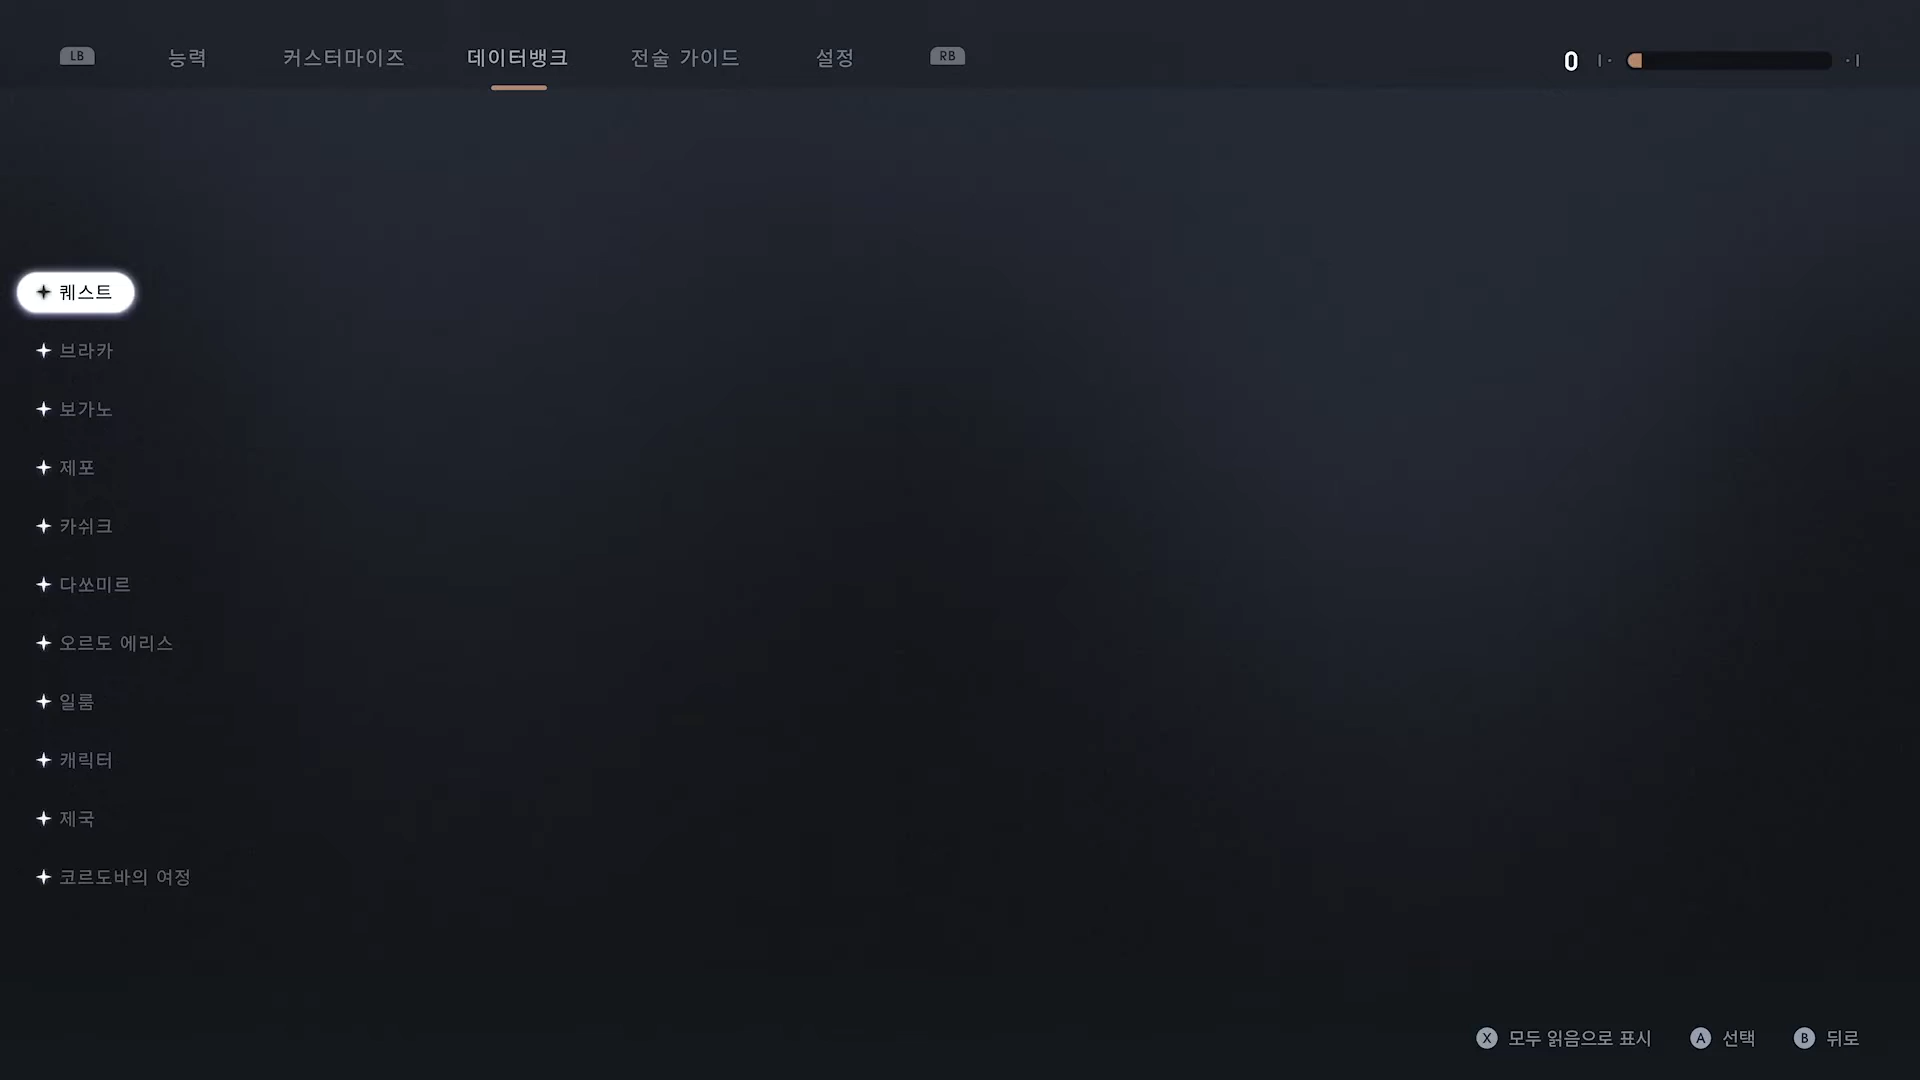 LB 능력 커스터마이즈 데이터뱅크 전술 가이드 설정 RB 0
퀘스트
브라카
보가노
제포
카쉬크
다쏘미르
오르도 에리스
일룸
캐릭터
제국
코르도바의 여정
X 모두 읽음으로 표시 A 선택 B 뒤로